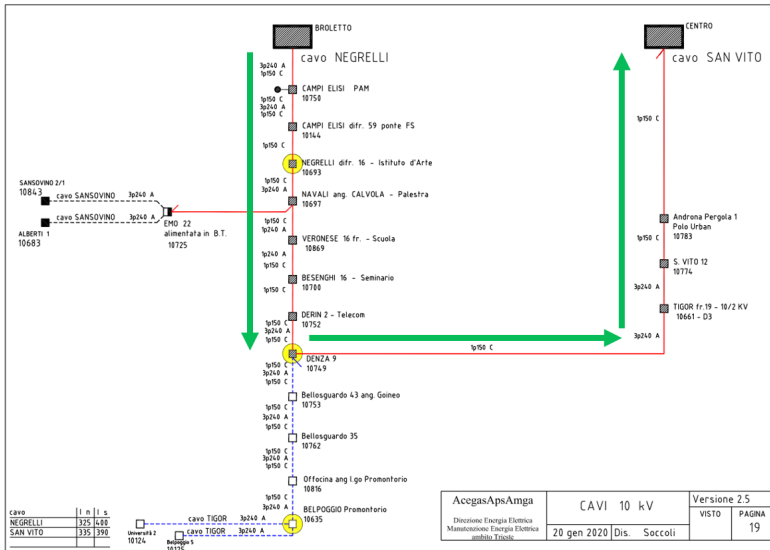 BROLETTO
cavo NEGRELLI
3p240 A
1p150 C
CAMPI ELISI PAM
10750
1p150 C
3p240 A
1p150 C
CAMPI ELISI difr. 59 ponte FS
10144
1p150 C
NEGRELLI difr. 16 - Istituto d'Arte
10693
1p150 C
3p240 A
NAVALI ang. CALVOLA - Palestra
10697
SANSOVINO 2/1
10843
cavo SANSOVINO 3p240 A
cavo SANSOVINO 3p240 A
ALBERTI 1
10683
EMO 22
alimentata in B.T.
10725
1p150 C
1p240 A
VERONESE 16 fr. - Scuola
10869
1p150 C
1p240 A
BESENGHI 16 - Seminario
10700
1p150 C
DERIN 2 - Telecom
10752
1p150 C
3p240 A
1p150 C
DENZA 9
10749
1p150 C
1p150 C
3p240 A
1p150 C
Bellosguardo 43 ang. Goineo
10753
1p150 C
3p240 A
1p150 C
Bellosguardo 35
10762
1p150 C
3p240 A
1p150 C
Offocina ang l.go Promontorio
10816
1p150 C
3p240 A
BELPOGGIO Promontorio
10635
cavo TIGOR 3p240 A
Università 2
10124
cavo TIGOR 3p240 A
Belpoggio 5
10125
CENTRO
cavo SAN VITO
1p150 C
Androna Pergola 1
Polo Urban
10783
1p150 C
S. VITO 12
10774
3p240 A
TIGOR fr.19 - 10/2 KV
10661 - D3
3p240 A
cavo I n I s
NEGRELLI 325 400
SAN VITO 335 390
AcegasApsAmga
Direzione Energia Elettrica
Manutenzione Energia Elettrica
ambito Trieste
CAVI 10 kV
20 gen 2020 Dis. Soccoli
Versione 2.5
VISTO PAGINA
19